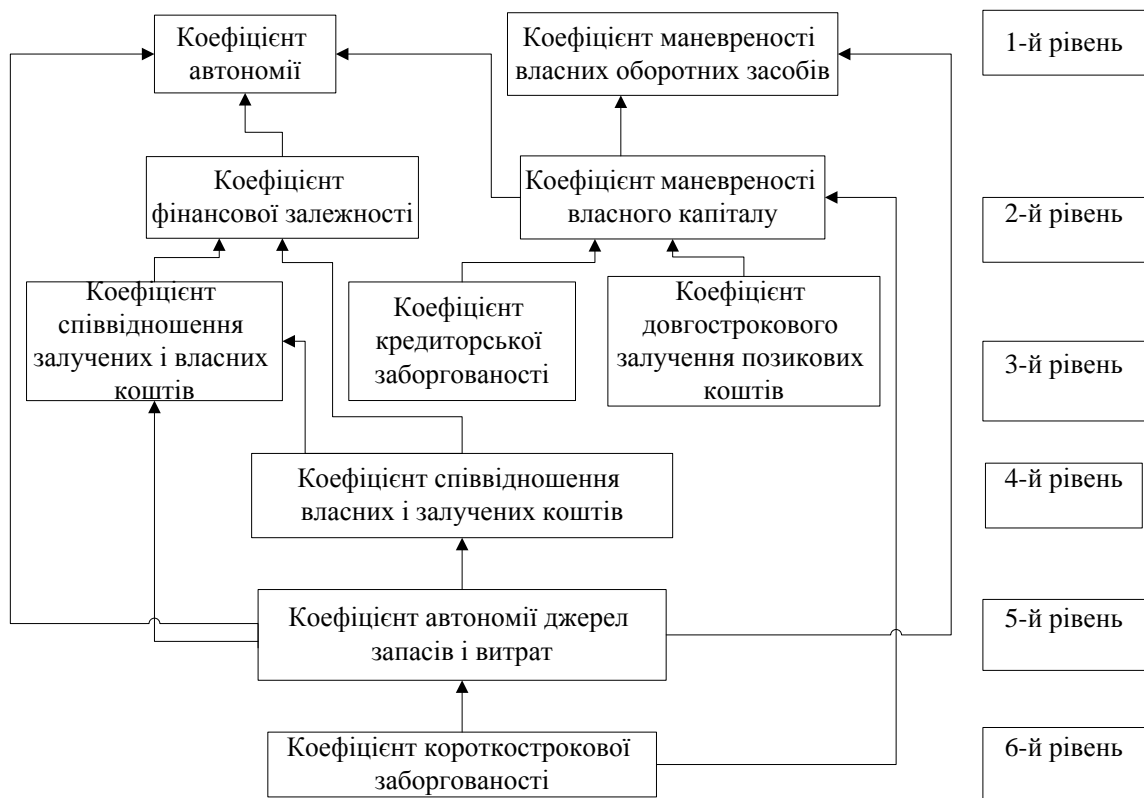 Коефіцієнт
автономії
Коефіцієнт маневреності
власних оборотних засобів
1-й рівень
Коефіцієнт
фінансової залежності
Коефіцієнт маневреності
власного капіталу
2-й рівень
Коефіцієнт
співвідношення
залучених і власних
коштів
Коефіцієнт
кредиторської
заборгованості
Коефіцієнт
довгострокового
залучення позикових
коштів
3-й рівень
Коефіцієнт співвідношення
власних і залучених коштів
4-й рівень
Коефіцієнт автономії джерел
запасів і витрат
5-й рівень
Коефіцієнт короткострокової
заборгованості
6-й рівень